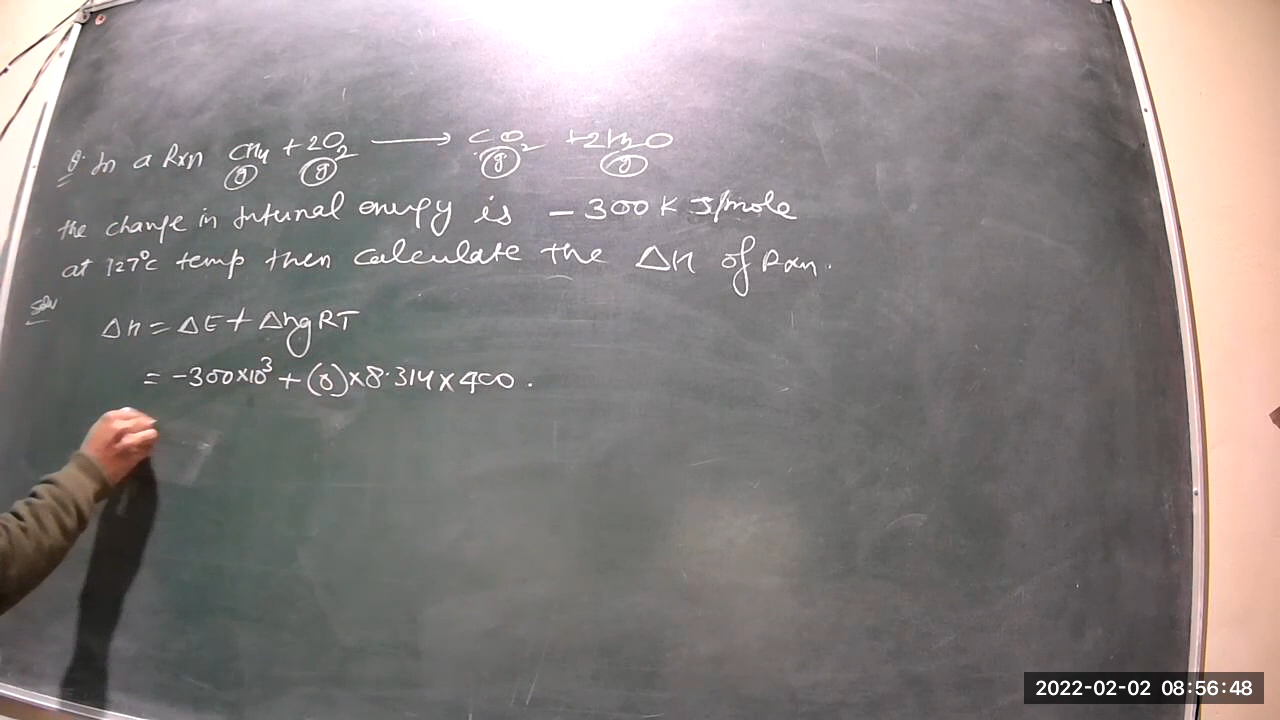 Q. In a Rxn CH4 + 2O2 ⟶ CO2 + 2H2O
(g) (g) (g) (g)
the change in Internal energy is - 300 K J/mole
at 127°C temp then calculate the ΔH of Rxn.
Solu
ΔH = ΔE + Δng RT
= -300×10³ + (0)×8.314×400.
2022-02-02 08:56:48